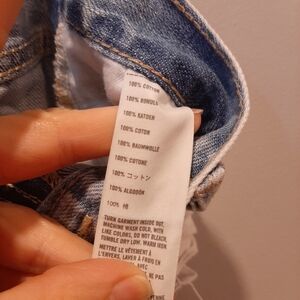 100% COTTON
100% BOMULL
100% KATOEN
100% COTON
100% BAUMWOLLE
100% COTONE
100% コットン
100% ALGODÓN
100% 棉
TURN GARMENT INSIDE OUT,
MACHINE WASH COLD, WITH
LIKE COLORS, DO NOT BLEACH,
TUMBLE DRY LOW, WARM IRON
METTRE LE VÊTEMENT À
L'ENVERS, LAVER À FROID EN
AVEC
NE PAS